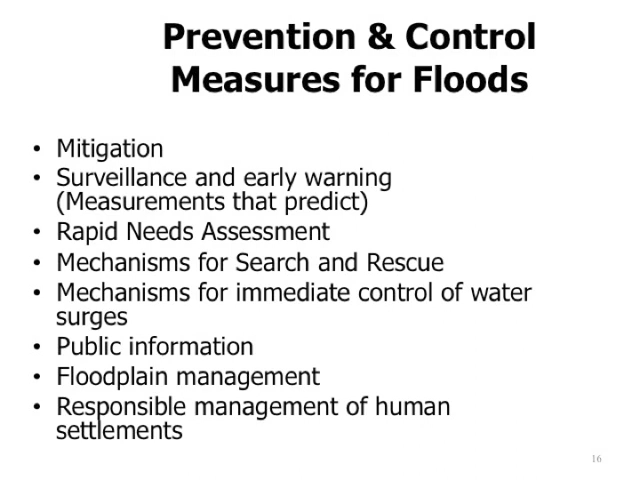 Prevention & Control
Measures for Floods
• Mitigation
• Surveillance and early warning
(Measurements that predict)
• Rapid Needs Assessment
• Mechanisms for Search and Rescue
• Mechanisms for immediate control of water
surges
• Public information
• Floodplain management
• Responsible management of human
settlements
16